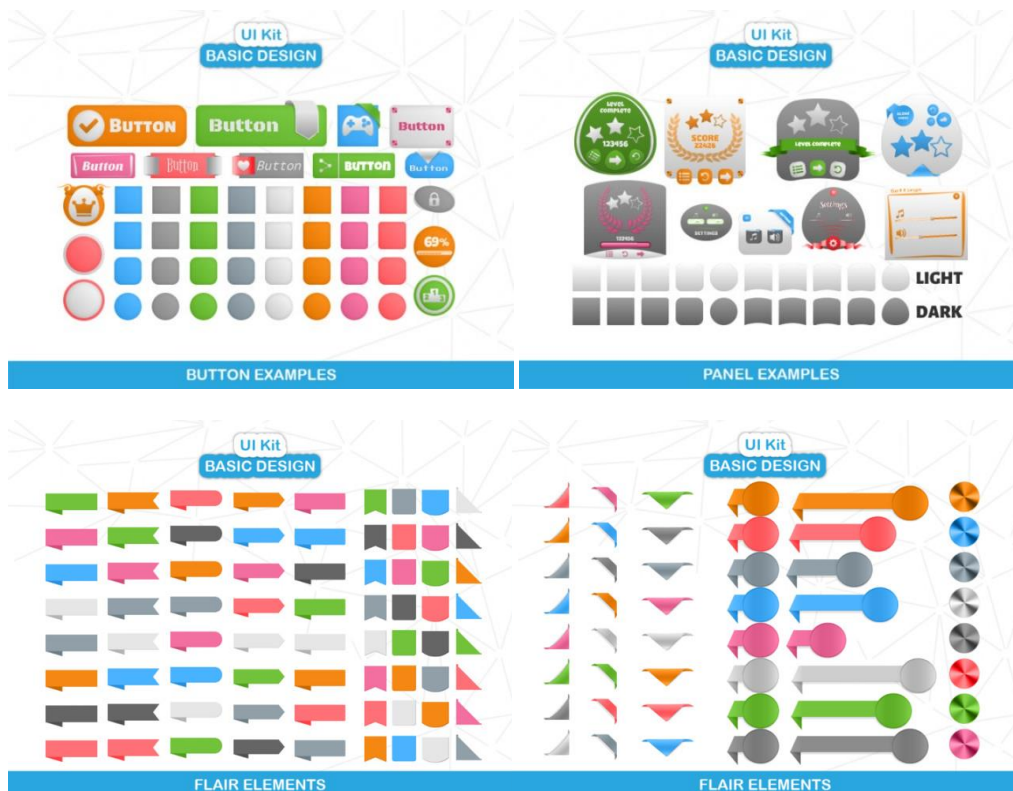 UI Kit
BASIC DESIGN
BUTTON
Button
Button
Button
Button
Button
BUTTON
Button
69%
BUTTON EXAMPLES
UI Kit
BASIC DESIGN
LEVEL
COMPLETE
123456
SCORE
22428
LEVEL COMPLETE
123456
SETTINGS
Settings
LIGHT
DARK
PANEL EXAMPLES
UI Kit
BASIC DESIGN
FLAIR ELEMENTS
UI Kit
BASIC DESIGN
FLAIR ELEMENTS